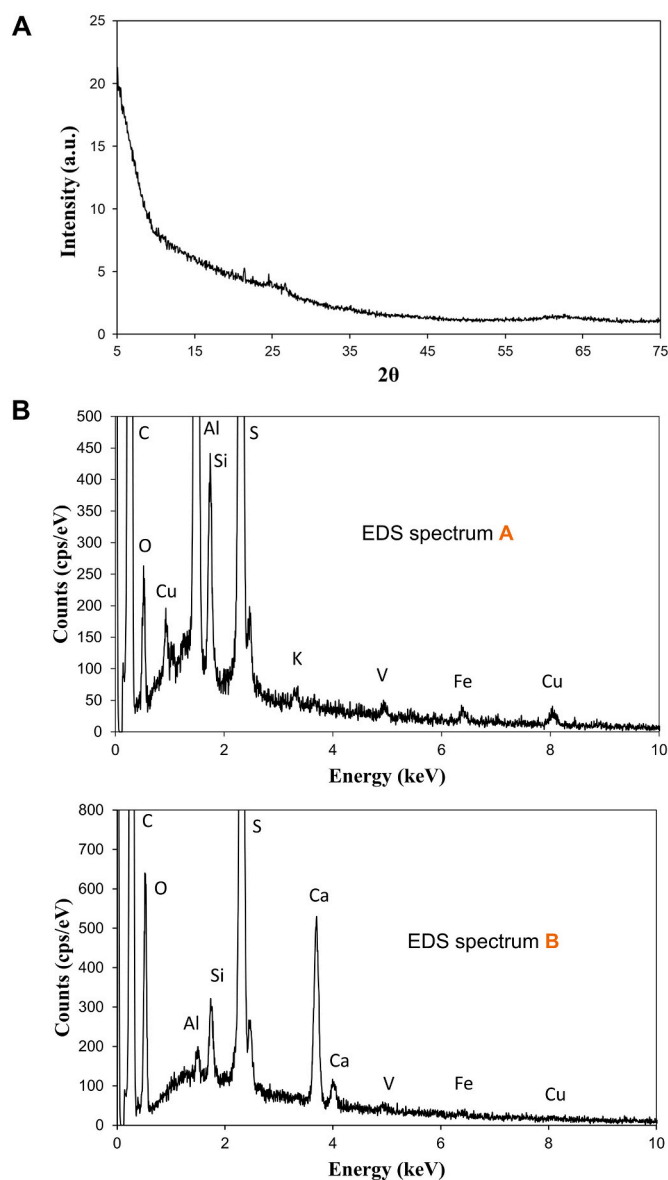 A
25
20
15
10
5
0
Intensity (a.u.)
5 15 25 35 45 55 65 75
2θ
B
500
450
400
350
300
250
200
150
100
50
0
Counts (cps/eV)
C Al S
Si
EDS spectrum A
O
Cu
K V Fe Cu
0 2 4 6 8 10
Energy (keV)
800
700
600
500
400
300
200
100
0
Counts (cps/eV)
C S
O
Ca
EDS spectrum B
Si
Al
Ca
V Fe Cu
0 2 4 6 8 10
Energy (keV)